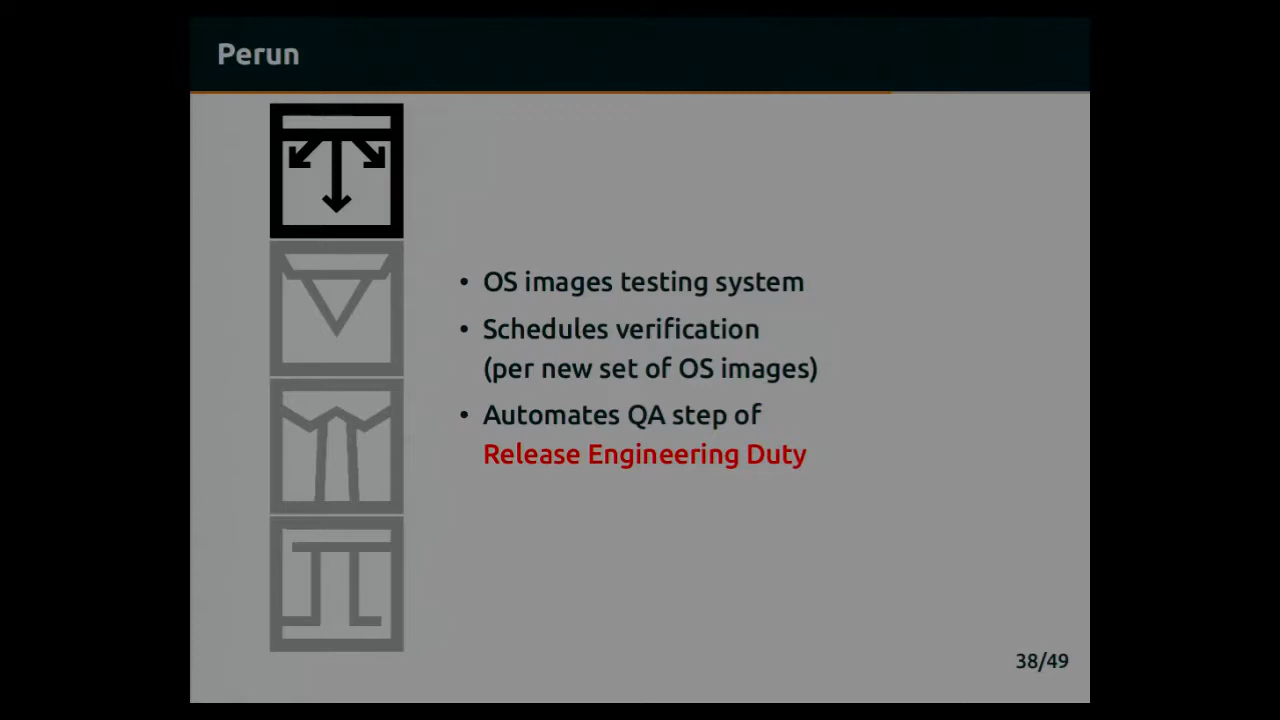 Perun
• OS images testing system
• Schedules verification
(per new set of OS images)
• Automates QA step of
Release Engineering Duty
38/49